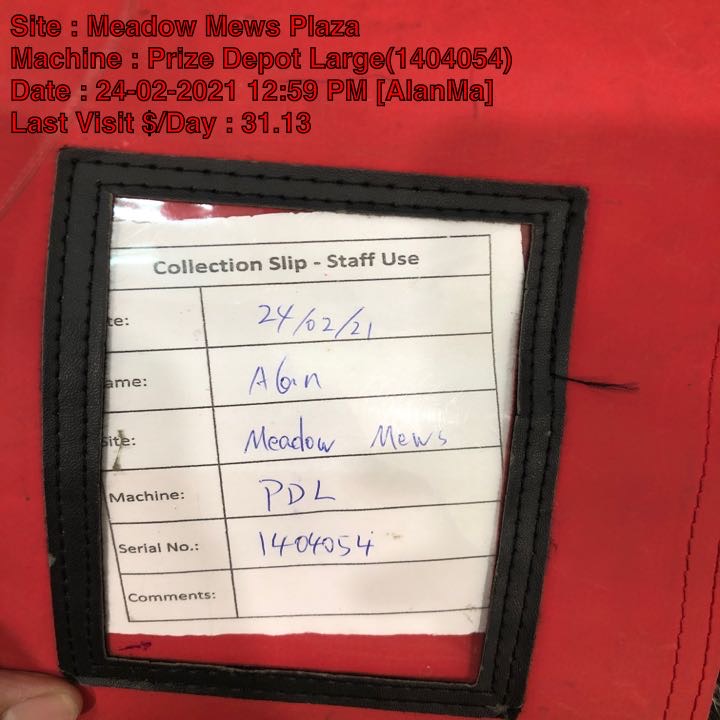 Site : Meadow Mews Plaza
Machine : Prize Depot Large(1404054)
Date : 24-02-2021 12:59 PM [AlanMa]
Last Visit $/Day : 31.13
Collection Slip - Staff Use
te: 24/02/21
ame: Alan
Site: Meadow Mews
Machine: PDL
Serial No.: 1404054
Comments: